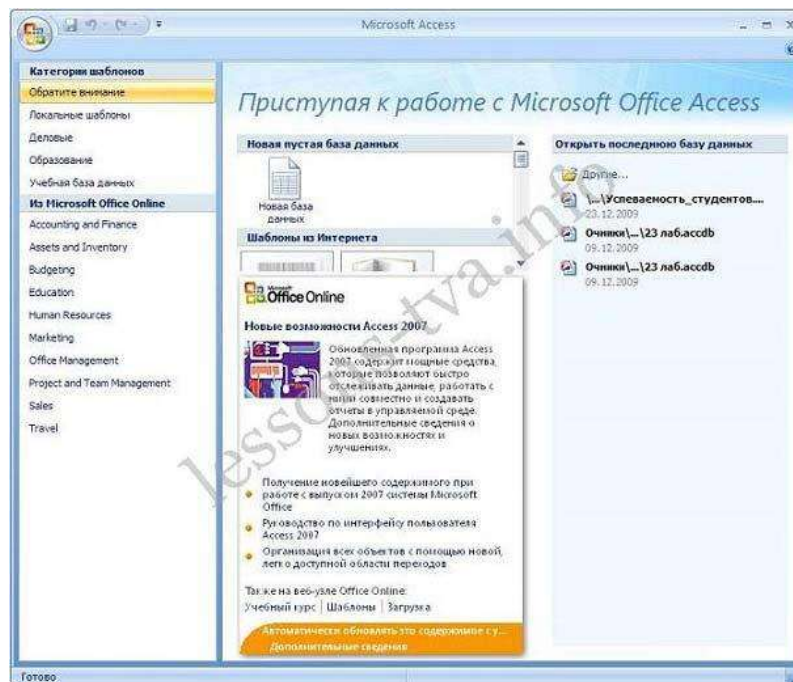 Microsoft Access
Категории шаблонов
Обратите внимание
Локальные шаблоны
Деловые
Образование
Учебная база данных
Из Microsoft Office Online
Accounting and Finance
Assets and Inventory
Budgeting
Education
Human Resources
Marketing
Office Management
Project and Team Management
Sales
Travel
Приступая к работе с Microsoft Office Access
Новая пустая база данных
Новая база
данных
Шаблоны из Интернета
Microsoft
Office Online
Новые возможности Access 2007
Обновленная программа Access
2007 содержит мощные средства,
которые позволяют быстро
отслеживать данные, работать с
ними совместно и создавать
отчеты в управляемой среде.
Дополнительные сведения о
новых возможностях и
улучшениях.
Получение новейшего содержимого при
работе с выпуском 2007 системы Microsoft
Office
Руководство по интерфейсу пользователя
Access 2007
Организация всех объектов с помощью новой,
легко доступной области переходов
Также на веб-узле Office Online:
Учебный курс | Шаблоны | Загрузка
Автоматически обновлять это содержимое с у...
Дополнительные сведения
Открыть последнюю базу данных
Другие...
\...\Успеваемость_студентов....
23.12.2009
Очники\...\23 лаб.accdb
09.12.2009
Очники\...\23 лаб.accdb
09.12.2009
Готово
lessons-tva.info